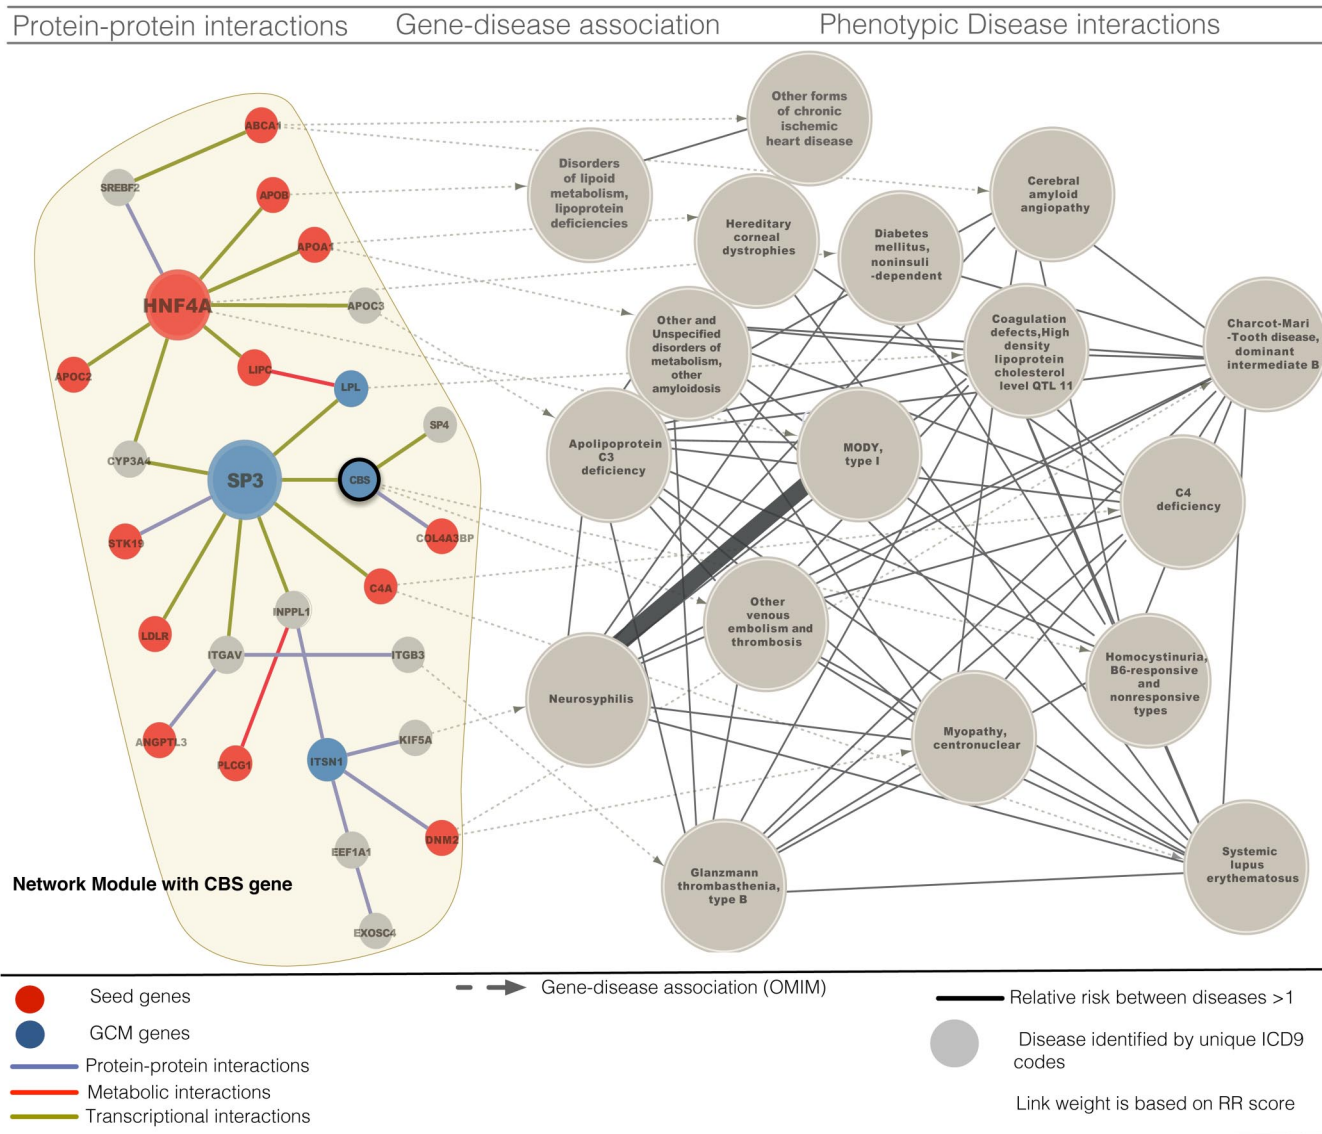 Protein-protein interactions
Gene-disease association
Phenotypic Disease interactions
ABCA1
SREBF2
APOB
APOA1
HNF4A
APOC3
APOC2
LIPC
LPL
SP4
CYP3A4
SP3
CBS
STK19
COL4A3BP
C4A
INPPL1
LDLR
ITGAV
ITGB3
ANGPTL3
PLCG1
KIF5A
ITSN1
DNM2
EEF1A1
EXOSC4
Network Module with CBS gene
Other forms
of chronic
ischemic
heart disease
Disorders
of lipoid
metabolism,
lipoprotein
deficiencies
Cerebral
amyloid
angiopathy
Hereditary
corneal
dystrophies
Diabetes
mellitus,
noninsuli
-dependent
Other and
Unspecified
disorders of
metabolism,
other
amyloidosis
Coagulation
defects,High
density
lipoprotein
cholesterol
level QTL 11
Charcot-Mari
-Tooth disease,
dominant
intermediate B
Apolipoprotein
C3
deficiency
MODY,
type I
C4
deficiency
Other
venous
embolism and
thrombosis
Neurosyphilis
Homocystinuria,
B6-responsive
and
nonresponsive
types
Myopathy,
centronuclear
Glanzmann
thrombasthenia,
type B
Systemic
lupus
erythematosus
Seed genes
GCM genes
Protein-protein interactions
Metabolic interactions
Transcriptional interactions
Gene-disease association (OMIM)
Relative risk between diseases >1
Disease identified by unique ICD9
codes
Link weight is based on RR score